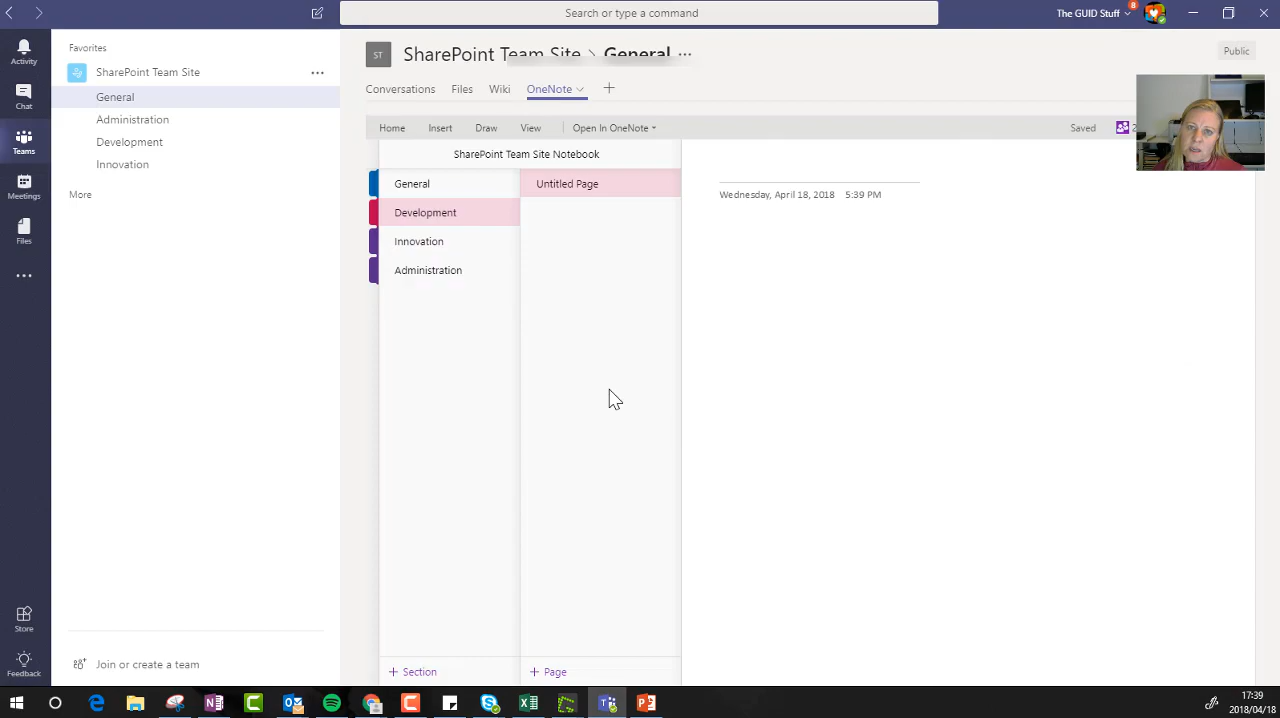 Search or type a command
The GUID Stuff
8
Activity
Chat
Teams
Meetings
Files
Store
Feedback
Favorites
SharePoint Team Site
General
Administration
Development
Innovation
More
Join or create a team
ST
SharePoint Team Site > General
Public
Conversations Files Wiki OneNote
Home Insert Draw View Open In OneNote Saved
SharePoint Team Site Notebook
General
Development
Innovation
Administration
+ Section
Untitled Page
+ Page
Wednesday, April 18, 2018 5:39 PM
17:39
2018/04/18